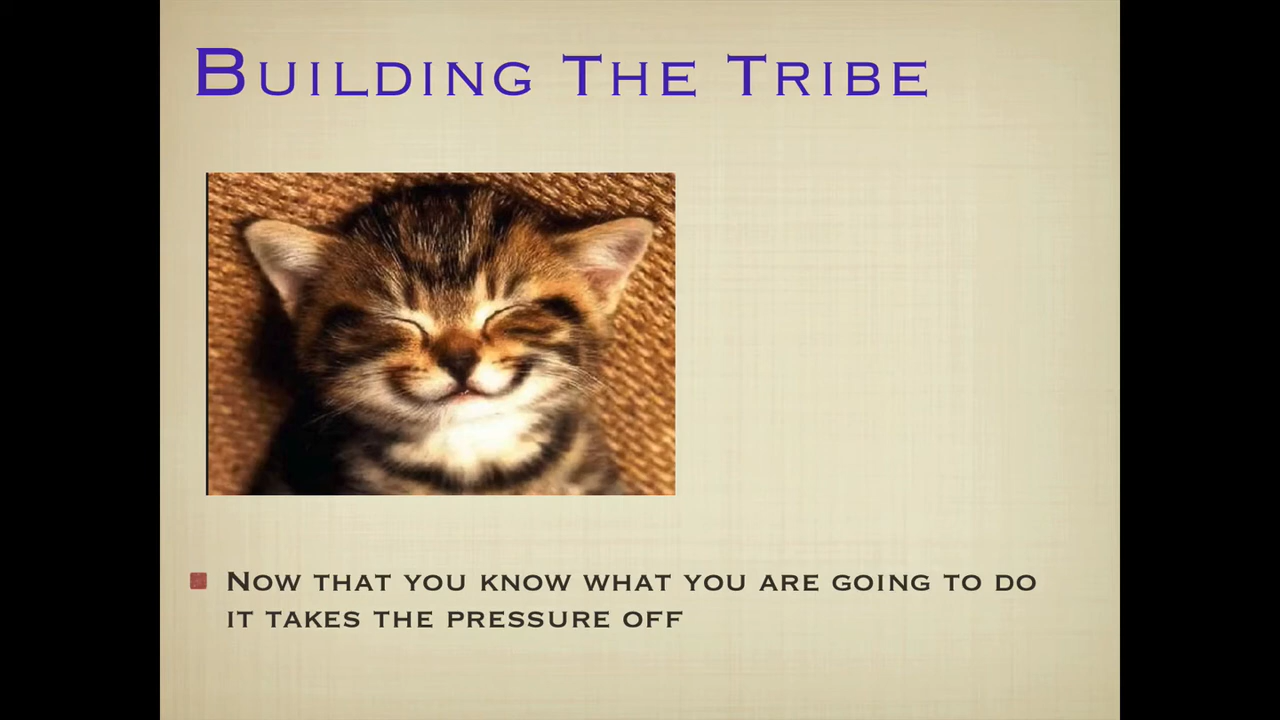 Building The Tribe
Now that you know what you are going to do
it takes the pressure off